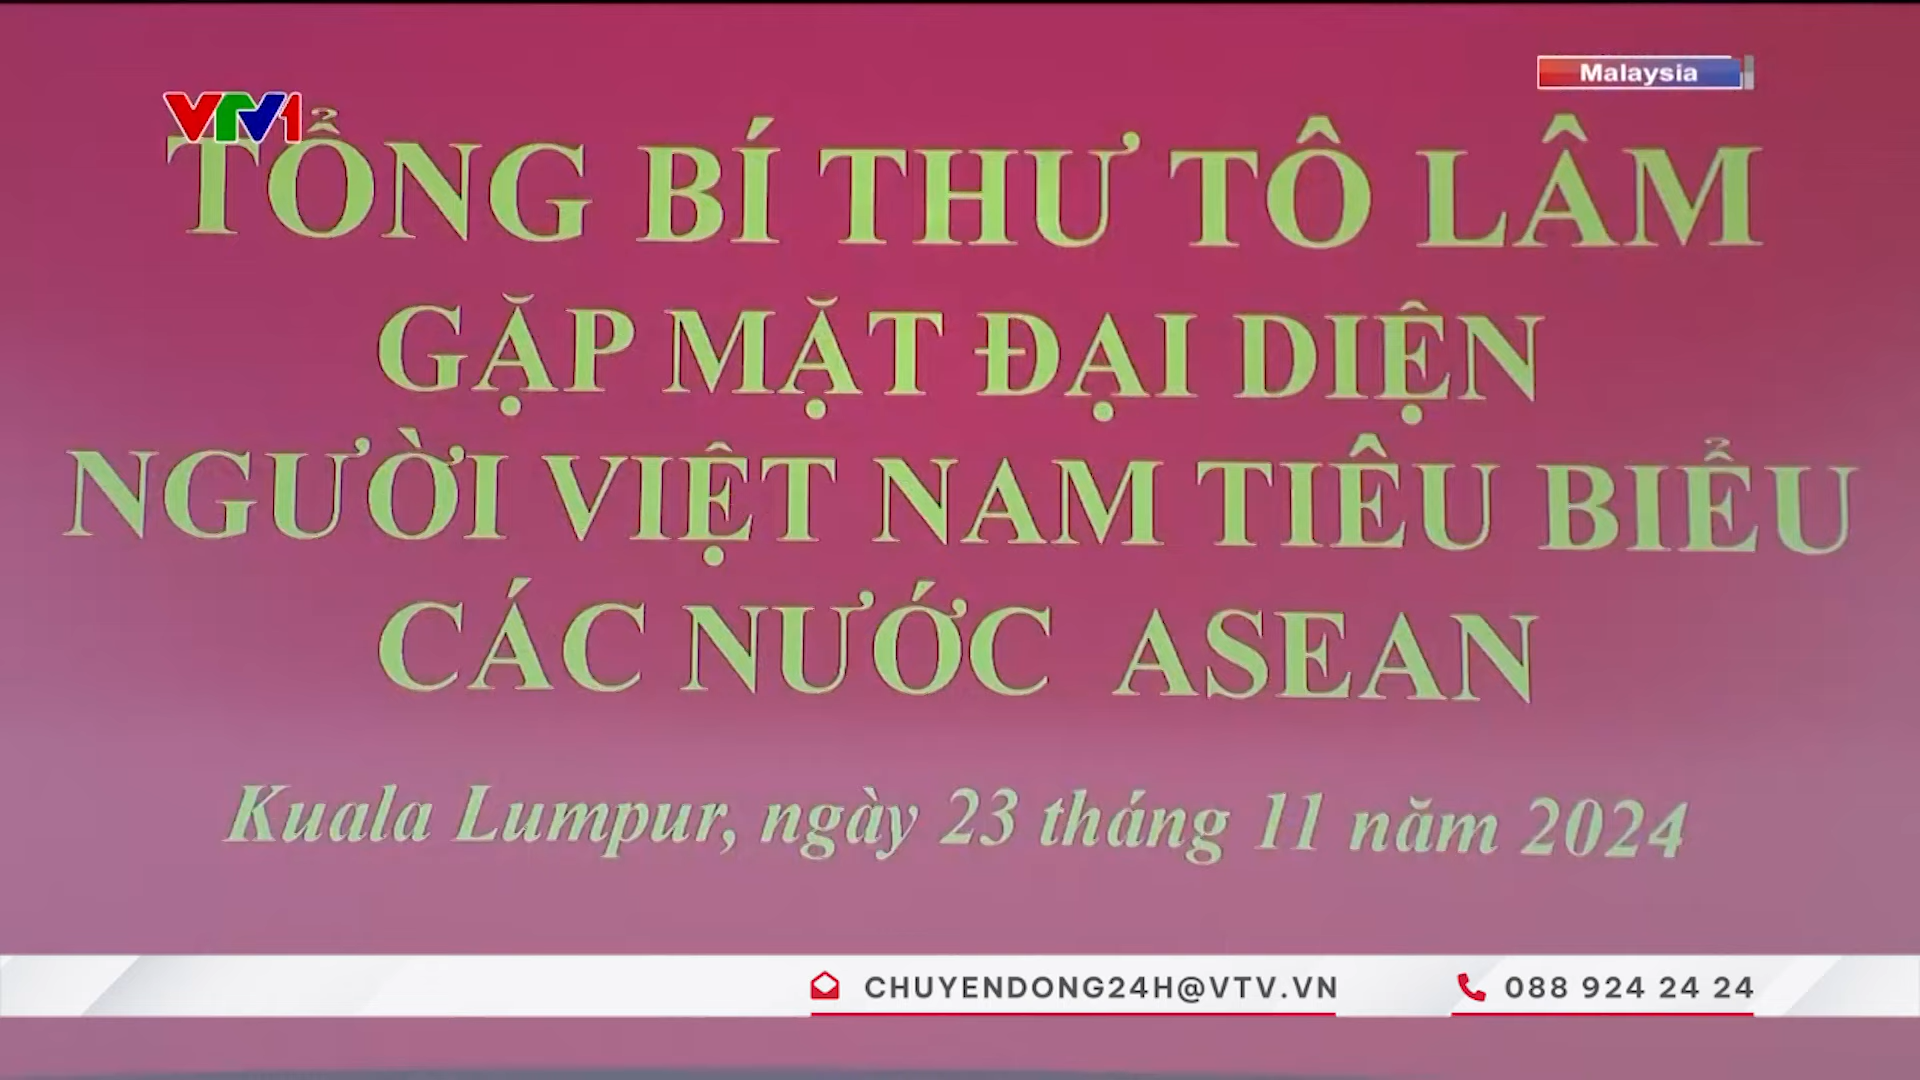 Malaysia
VTV1
TỔNG BÍ THƯ TÔ LÂM
GẶP MẶT ĐẠI DIỆN
NGƯỜI VIỆT NAM TIÊU BIỂU
CÁC NƯỚC ASEAN
Kuala Lumpur, ngày 23 tháng 11 năm 2024
CHUYENDONG24H@VTV.VN
088 924 24 24